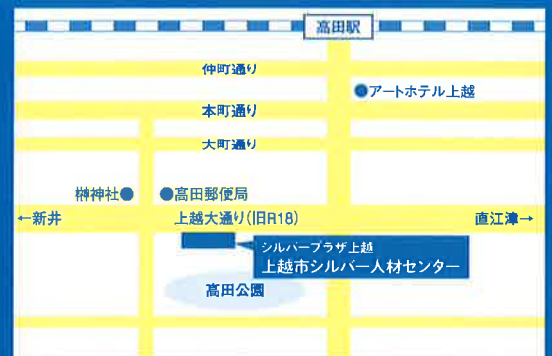 高田駅
仲町通り
●アートホテル上越
本町通り
大町通り
榊神社●
●高田郵便局
←新井
上越大通り(旧R18)
直江津→
シルバープラザ上越
上越市シルバー人材センター
高田公園